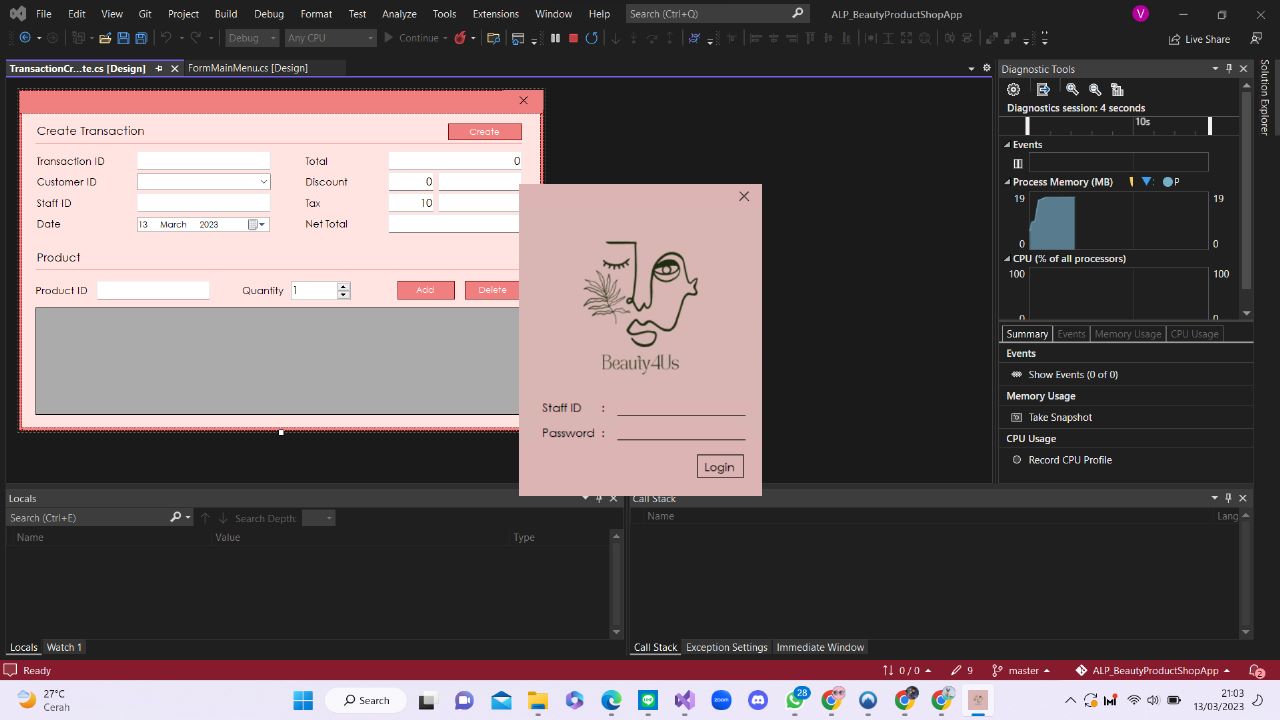 File Edit View Git Project Build Debug Format Test Analyze Tools Extensions Window Help Search (Ctrl+Q) ALP_BeautyProductShopApp V
Debug Any CPU Continue Live Share
TransactionCr...te.cs [Design] FormMainMenu.cs [Design]
Create Transaction
Create
Transaction ID
Total 0
Customer ID
Discount 0
Staff ID
Tax 10
Date 13 March 2023
Net Total
Product
Product ID
Quantity 1
Add Delete
Beauty4Us
Staff ID :
Password :
Login
Diagnostic Tools
Diagnostics session: 4 seconds
10s
Events
Process Memory (MB) P
19 19
0 0
CPU (% of all processors)
100 100
Summary Events Memory Usage CPU Usage
Events
Show Events (0 of 0)
Memory Usage
Take Snapshot
CPU Usage
Record CPU Profile
Solution Explorer
Locals
Search (Ctrl+E) Search Depth:
Name Value Type
Locals Watch 1
Call Stack
Name Lang
Call Stack Exception Settings Immediate Window
Ready 0 / 0 9 master ALP_BeautyProductShopApp 2
27°C
Cerah
Search
zoom
28
21:03
13/03/2023